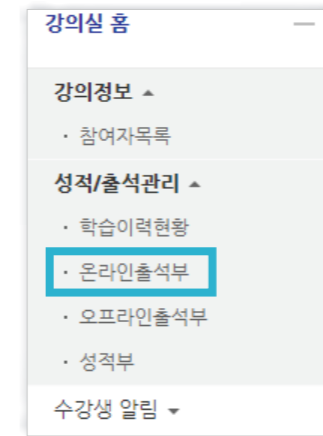 강의실 홈 —
강의정보 ▲
· 참여자목록
성적/출석관리 ▲
· 학습이력현황
· 온라인출석부
· 오프라인출석부
· 성적부
수강생 알림 ▼